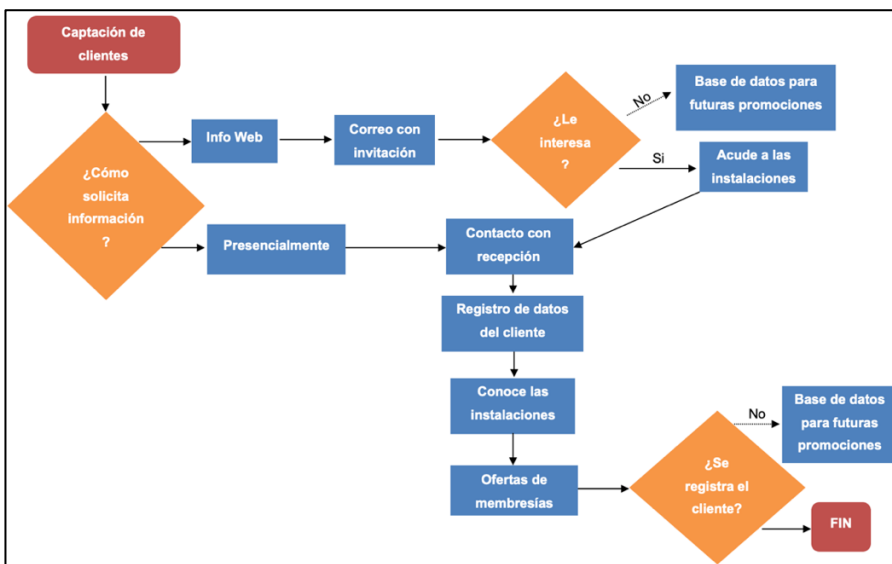 Captación de
clientes
¿Cómo
solicita
información
?
Info Web
Correo con
invitación
¿Le
interesa
?
No
Base de datos para
futuras promociones
Si
Acude a las
instalaciones
Presencialmente
Contacto con
recepción
Registro de datos
del cliente
Conoce las
instalaciones
Ofertas de
membresías
¿Se
registra el
cliente?
No
Base de datos
para futuras
promociones
FIN